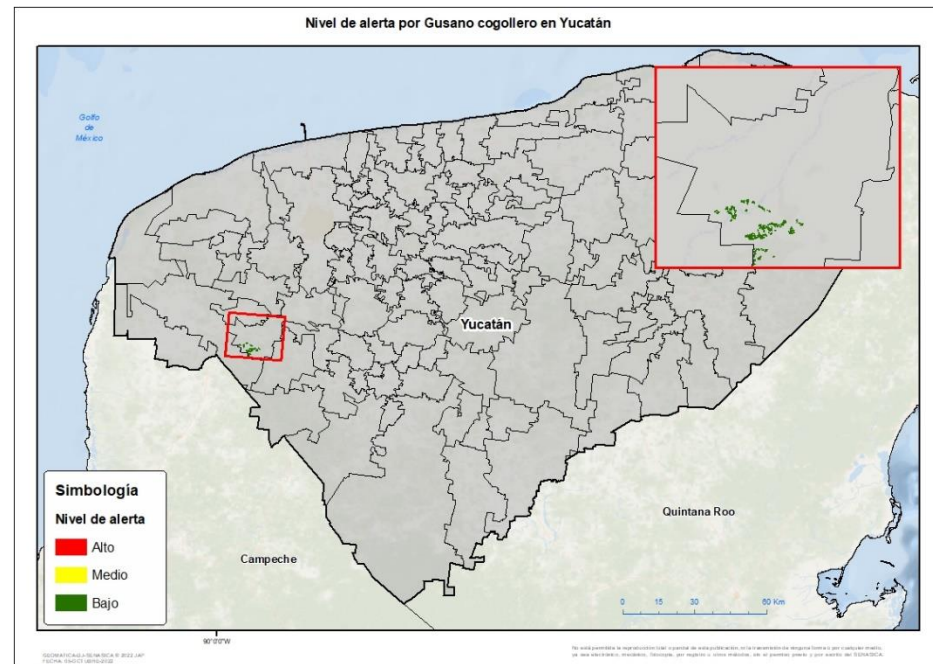 Nivel de alerta por Gusano cogollero en Yucatán
Golfo
de
México
Yucatán
Quintana Roo
Campeche
Simbología
Nivel de alerta
Alto
Medio
Bajo
0 15 30 60 Km
90°0'0"W